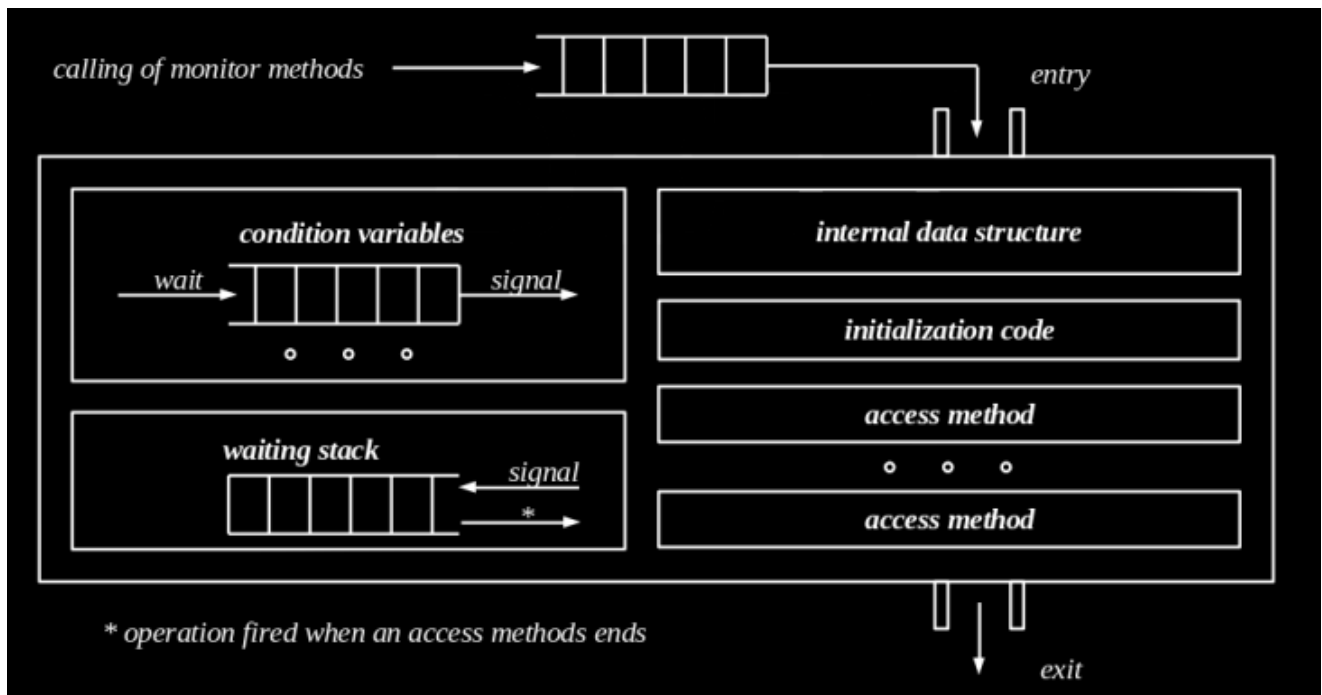 calling of monitor methods
entry
condition variables
wait
signal
internal data structure
initialization code
waiting stack
signal
*
access method
access method
* operation fired when an access methods ends
exit